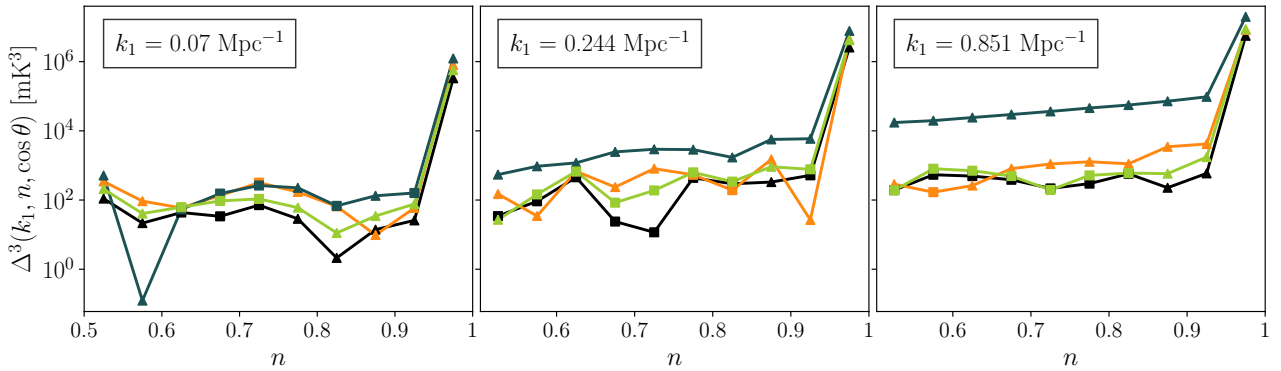 k₁ = 0.07 Mpc⁻¹
k₁ = 0.244 Mpc⁻¹
k₁ = 0.851 Mpc⁻¹
Δ³(k₁, n, cos θ) [mK³]
10⁶
10⁴
10²
10⁰
0.5 0.6 0.7 0.8 0.9 1
0.6 0.7 0.8 0.9 1
0.6 0.7 0.8 0.9 1
n
n
n